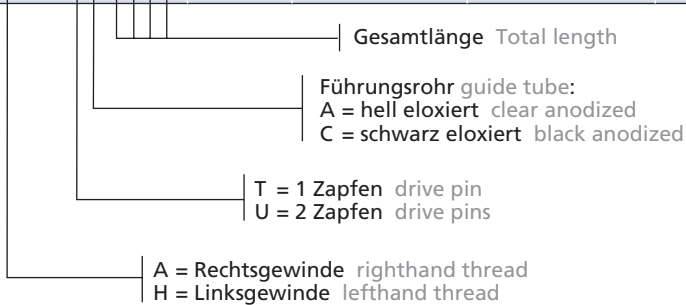 Gesamtlänge Total length
Führungsrohr guide tube:
A = hell eloxiert clear anodized
C = schwarz eloxiert black anodized
T = 1 Zapfen drive pin
U = 2 Zapfen drive pins
A = Rechtsgewinde righthand thread
H = Linksgewinde lefthand thread